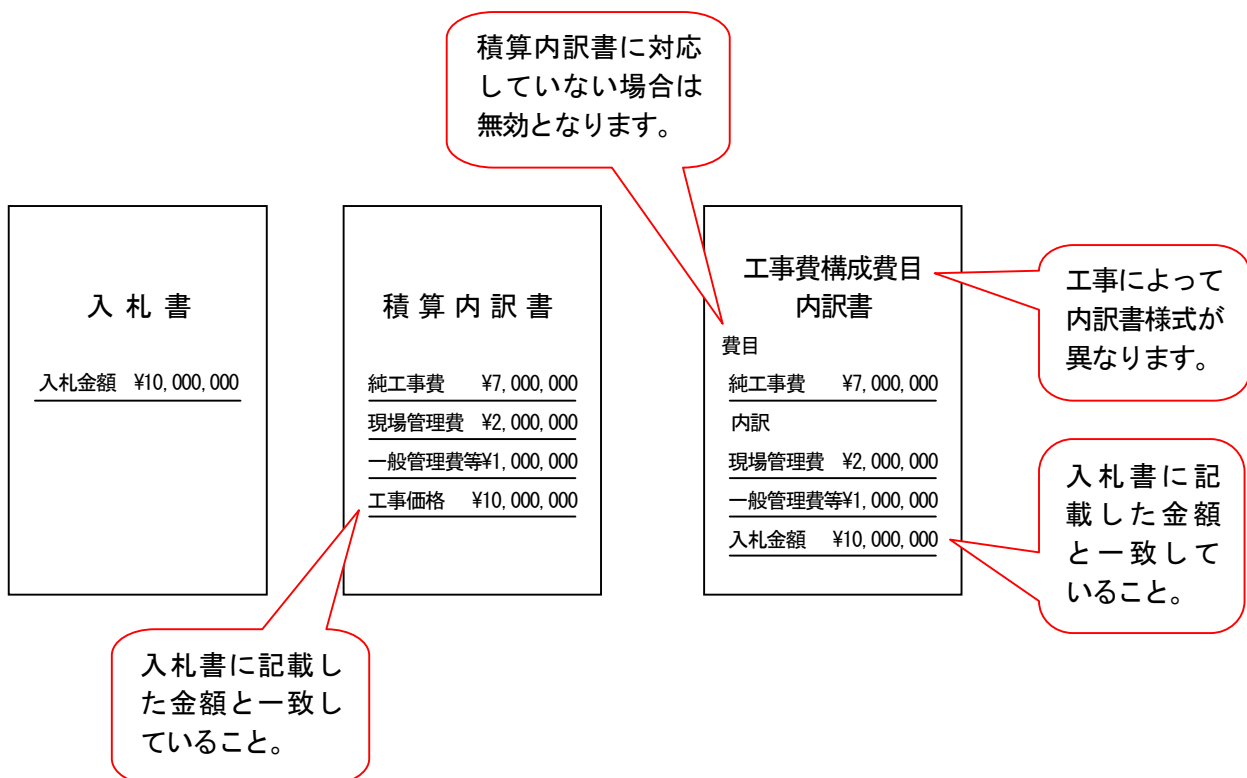 積算内訳書に対応
していない場合は
無効となります。
入札書
入札金額 ¥10,000,000
積算内訳書
純工事費 ¥7,000,000
現場管理費 ¥2,000,000
一般管理費等¥1,000,000
工事価格 ¥10,000,000
工事費構成費目
内訳書
費目
純工事費 ¥7,000,000
内訳
現場管理費 ¥2,000,000
一般管理費等¥1,000,000
入札金額 ¥10,000,000
工事によって
内訳書様式が
異なります。
入札書に記
載した金額
と一致して
いること。
入札書に記載し
た金額と一致し
ていること。